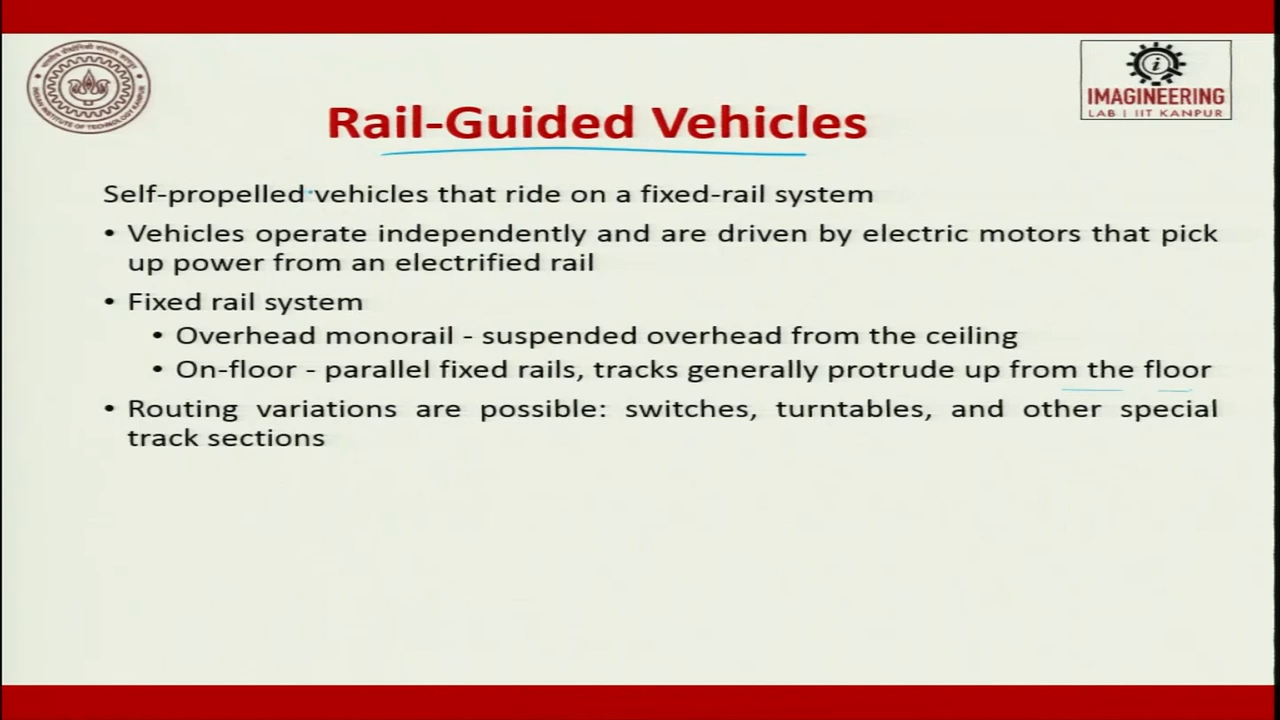 IMAGINEERING
LAB | IIT KANPUR
Rail-Guided Vehicles
Self-propelled vehicles that ride on a fixed-rail system
• Vehicles operate independently and are driven by electric motors that pick
up power from an electrified rail
• Fixed rail system
• Overhead monorail - suspended overhead from the ceiling
• On-floor - parallel fixed rails, tracks generally protrude up from the floor
• Routing variations are possible: switches, turntables, and other special
track sections